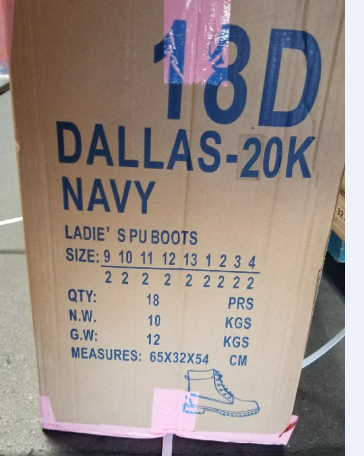 18D
DALLAS-20K
NAVY
LADIE' S PU BOOTS
SIZE: 9 10 11 12 13 1 2 3 4
2 2 2 2 2 2 2 2 2
QTY: 18 PRS
N.W. 10 KGS
G.W: 12 KGS
MEASURES: 65X32X54 CM